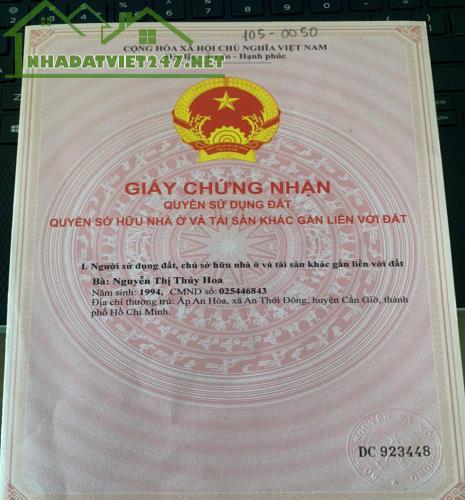 105-0050
CỘNG HÒA XÃ HỘI CHỦ NGHĨA VIỆT NAM
- Hạnh phúc
NHADATVIET247.NET
GIẤY CHỨNG NHẬN
QUYỀN SỬ DỤNG ĐẤT
QUYỀN SỞ HỮU NHÀ Ở VÀ TÀI SẢN KHÁC GẮN LIỀN VỚI ĐẤT
I. Người sử dụng đất, chủ sở hữu nhà ở và tài sản khác gắn liền với đất
Bà: Nguyễn Thị Thúy Hoa
Năm sinh: 1994, CMND số: 025446843
Địa chỉ thường trú: Ấp An Hòa, xã An Thới Đông, huyện Cần Giờ, thành
phố Hồ Chí Minh.
DC 923448